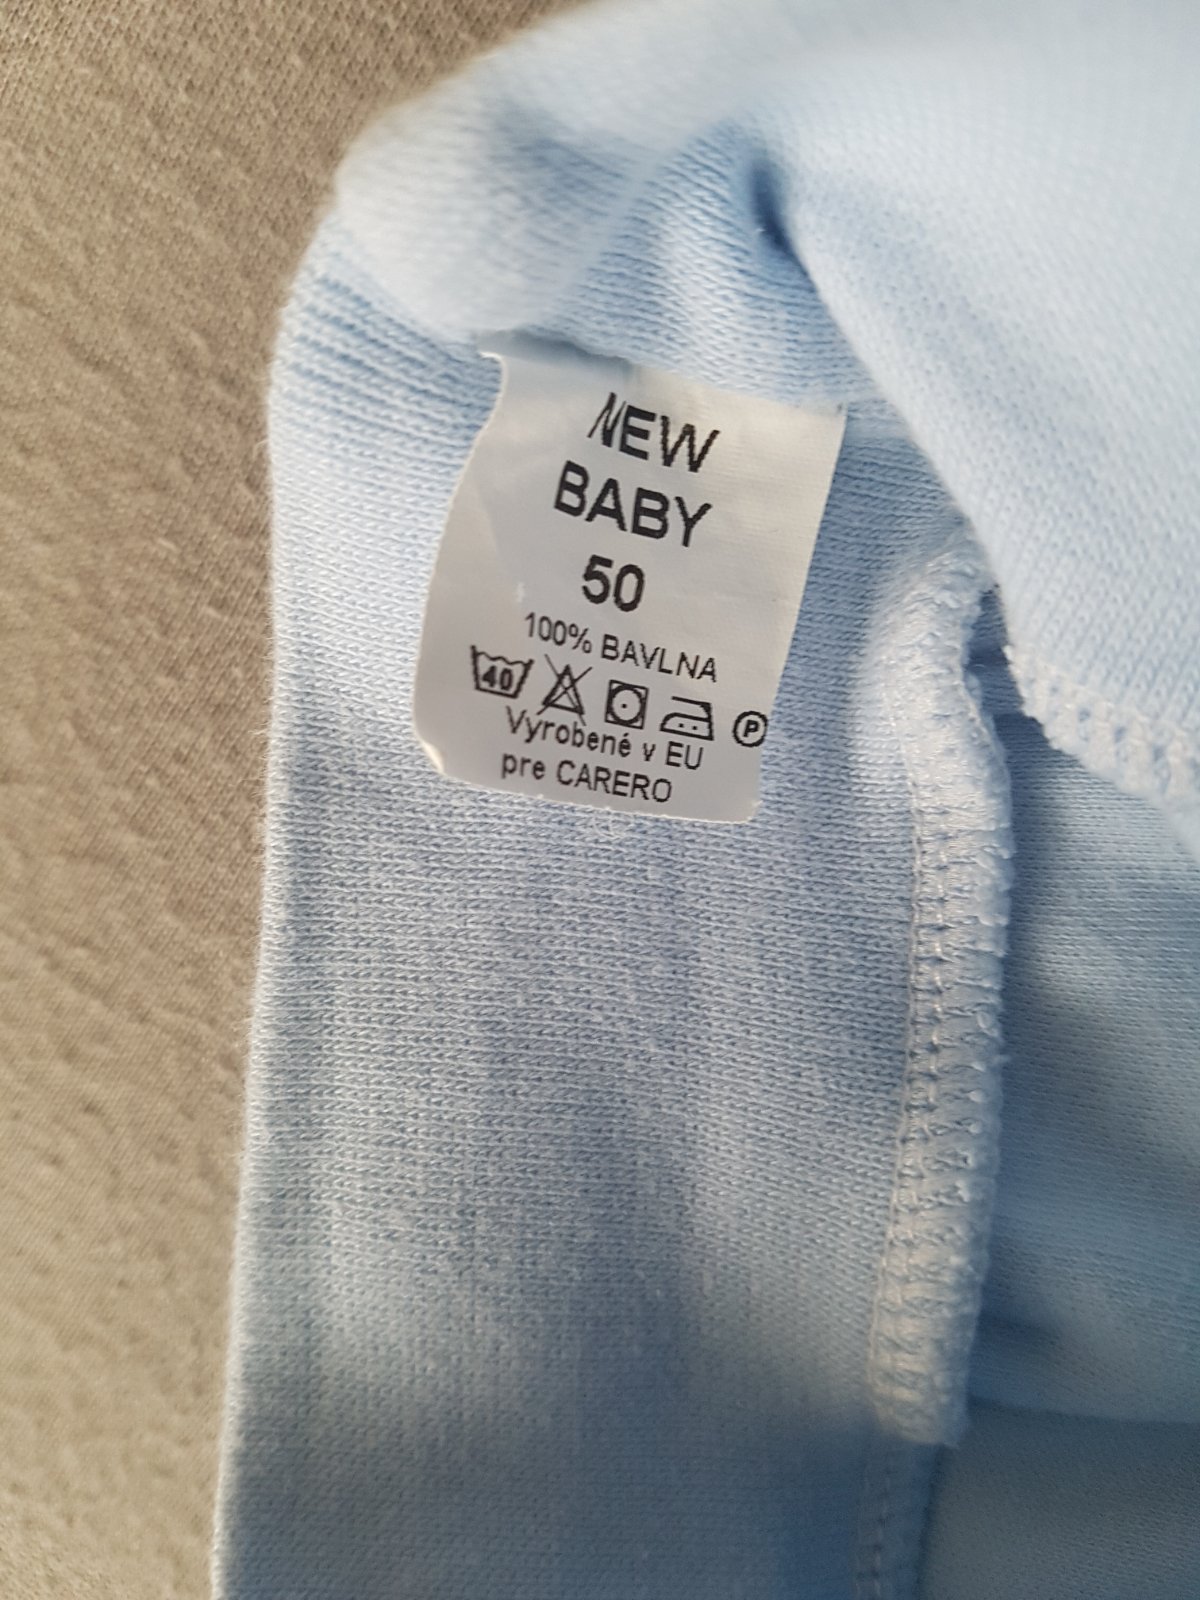 NEW
BABY
50
100% BAVLNA
40 P
Vyrobené v EU
pre CARERO